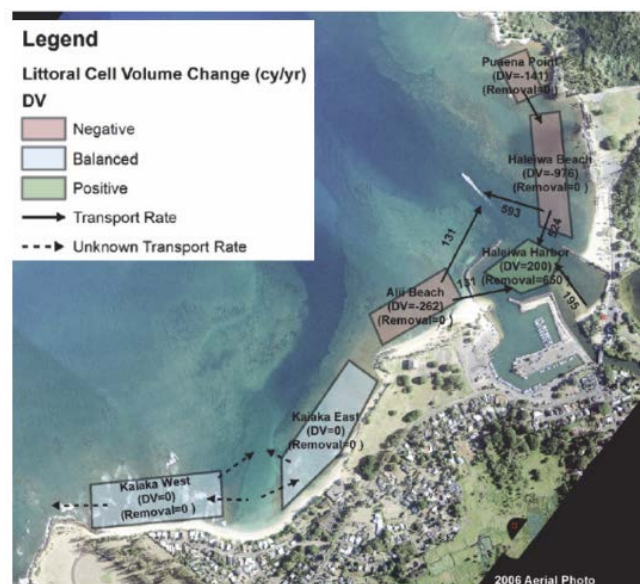 Legend
Littoral Cell Volume Change (cy/yr)
DV
Negative
Balanced
Positive
Transport Rate
Unknown Transport Rate
Puaena Point
(DV=-141)
(Removal=0 )
Haleiwa Beach
(DV=-976)
(Removal=0 )
593
524
131
Haleiwa Harbor
(DV=200)
(Removal=650 )
131
195
Alii Beach
(DV=-262)
(Removal=0 )
Kaiaka East
(DV=0)
(Removal=0 )
Kaiaka West
(DV=0)
(Removal=0 )
2006 Aerial Photo